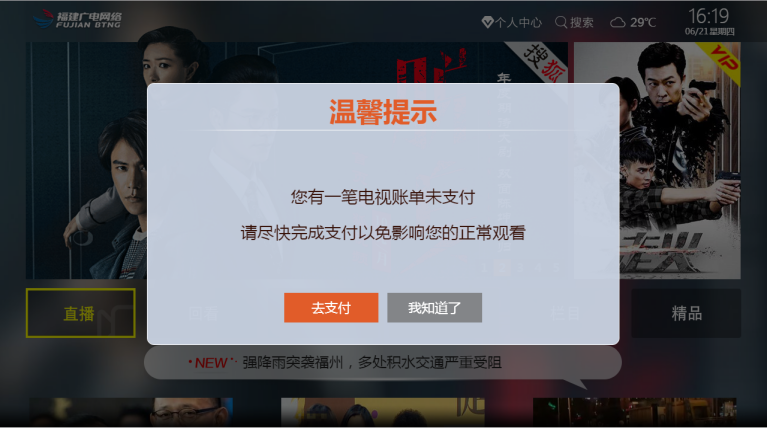 福建广电网络
FUJIAN BTNG
个人中心
搜索
29℃
16:19
06/21 星期四
搜狐
VIP
温馨提示
您有一笔电视账单未支付
请尽快完成支付以免影响您的正常观看
去支付
我知道了
直播
精品
NEW
强降雨突袭福州，多处积水交通严重受阻